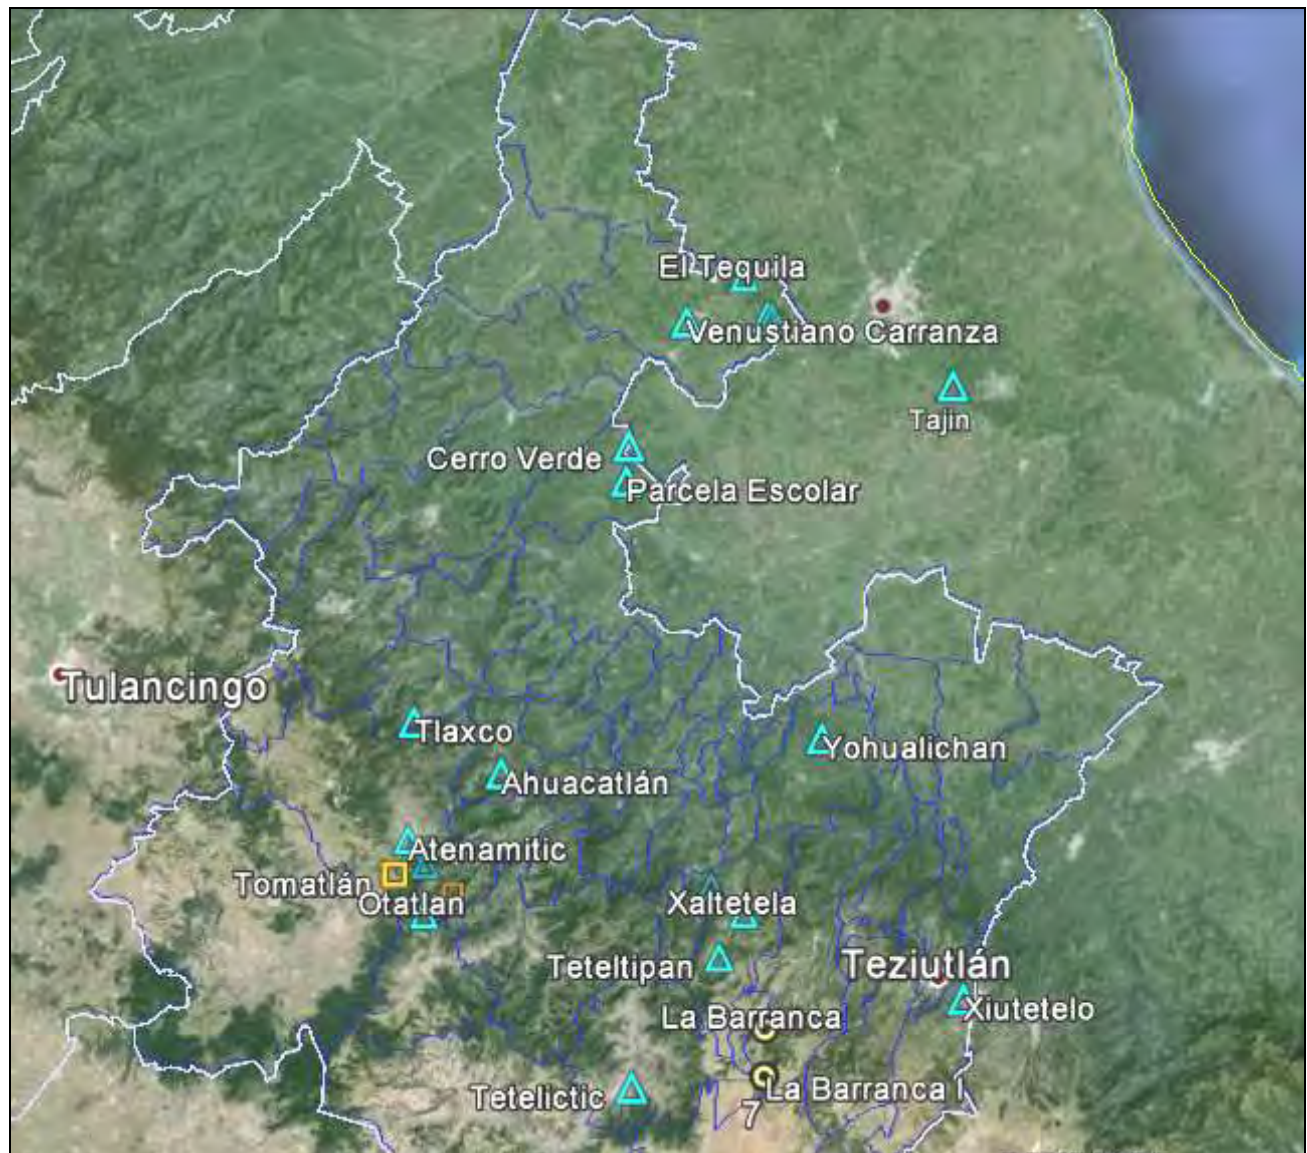 El Tequila
Venustiano Carranza
Tajin
Cerro Verde
Parcela Escolar
Tulancingo
Tlaxco
Yohualichan
Ahuacatlán
Atenamitic
Tomatlán
Otatlan
Xaltetela
Teteltipan
Teziutlán
Xiutetelo
La Barranca
La Barranca I
Tetelictic
7